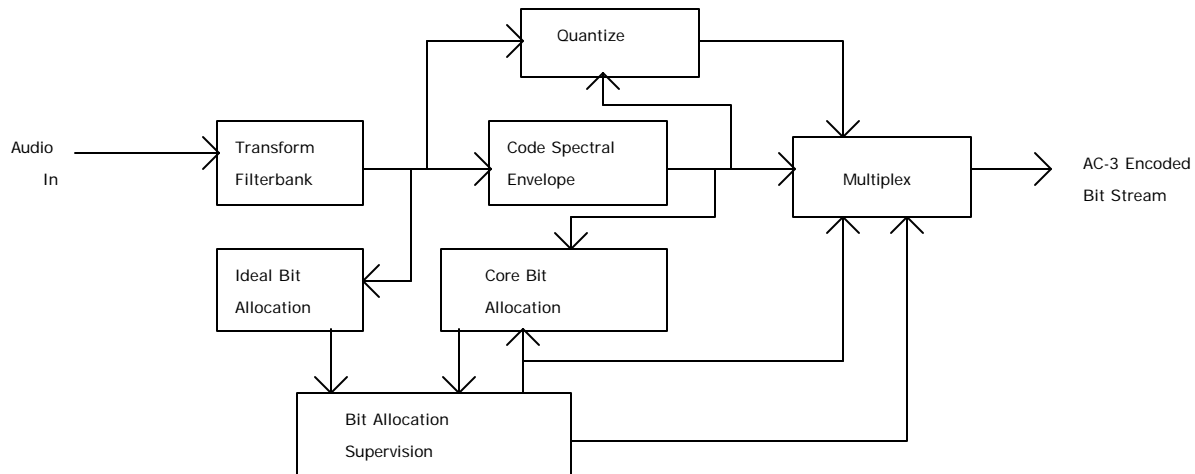 Quantize
Audio
In
Transform
Filterbank
Code Spectral
Envelope
Multiplex
AC-3 Encoded
Bit Stream
Ideal Bit
Allocation
Core Bit
Allocation
Bit Allocation
Supervision